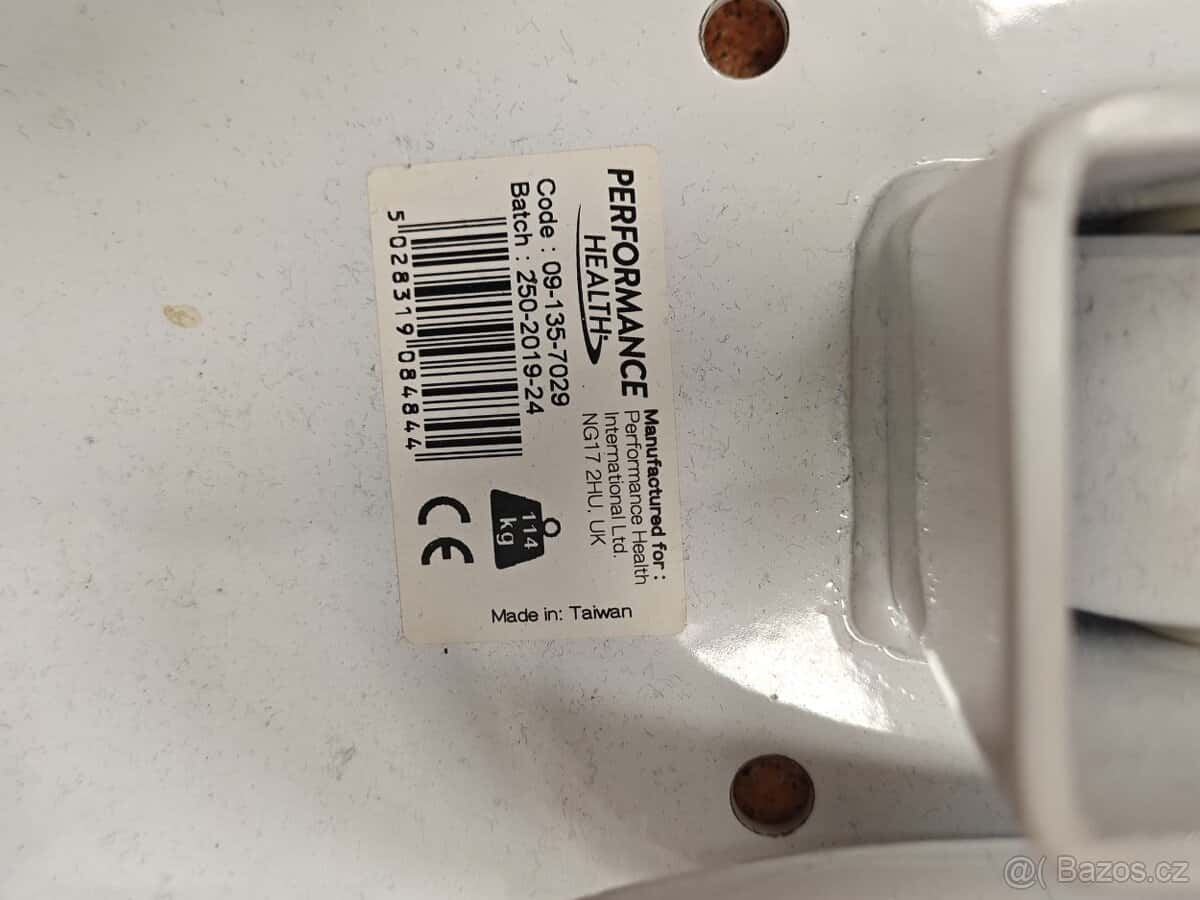 PERFORMANCE
HEALTH
Manufactured for :
Performance Health
International Ltd.
NG17 2HU, UK
Code : 09-135-7029
Batch : 250-2019-24
5 028319 084844
114
kg
CE
Made in: Taiwan
@( Bazos.cz